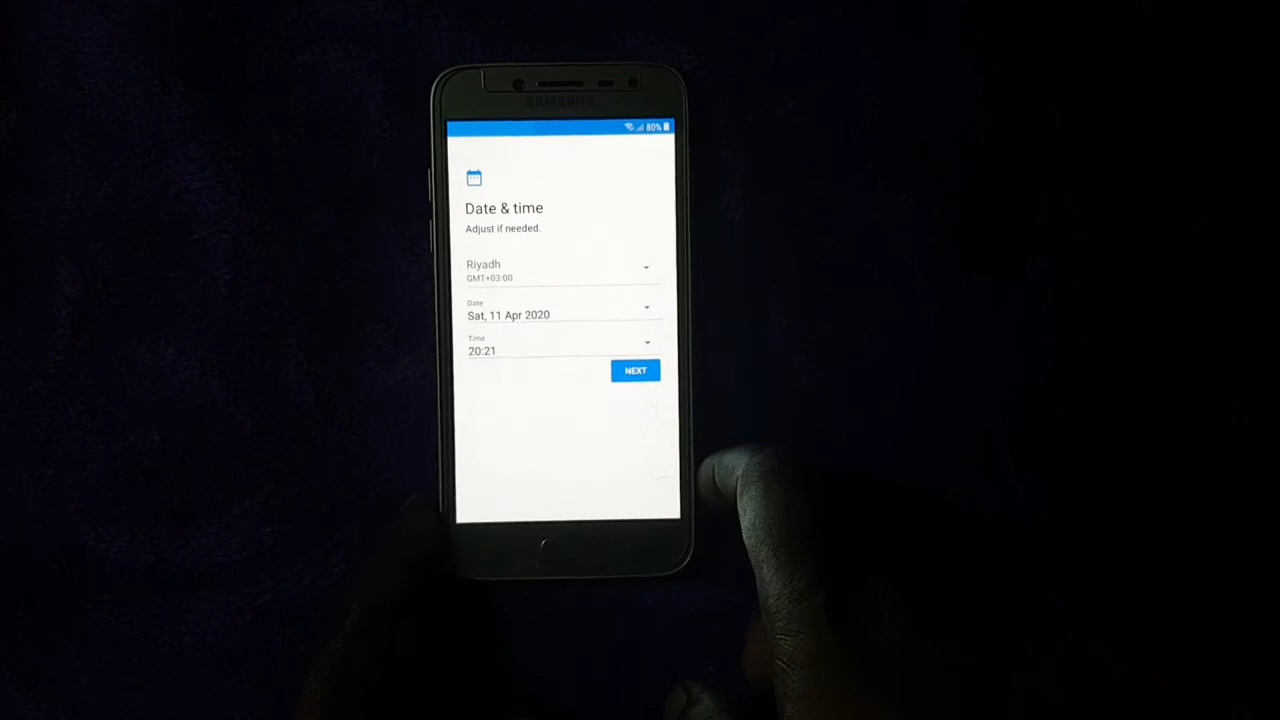 SAMSUNG
80%
Date & time
Adjust if needed.
Riyadh
GMT+03:00
Date
Sat, 11 Apr 2020
Time
20:21
NEXT